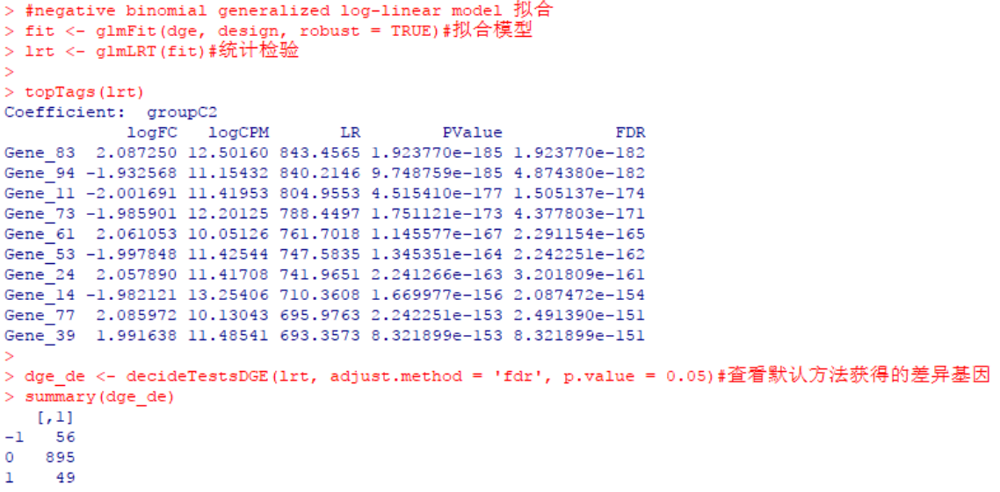 > #negative binomial generalized log-linear model 拟合
> fit <- glmFit(dge, design, robust = TRUE)#拟合模型
> lrt <- glmLRT(fit)#统计检验
>
> topTags(lrt)
Coefficient:  groupC2
            logFC   logCPM       LR        PValue           FDR
Gene_83  2.087250 12.50160 843.4565 1.923770e-185 1.923770e-182
Gene_94 -1.932568 11.15432 840.2146 9.748759e-185 4.874380e-182
Gene_11 -2.001691 11.41953 804.9553 4.515410e-177 1.505137e-174
Gene_73 -1.985901 12.20125 788.4497 1.751121e-173 4.377803e-171
Gene_61  2.061053 10.05126 761.7018 1.145577e-167 2.291154e-165
Gene_53 -1.997848 11.42544 747.5835 1.345351e-164 2.242251e-162
Gene_24  2.057890 11.41708 741.9651 2.241266e-163 3.201809e-161
Gene_14 -1.982121 13.25406 710.3608 1.669977e-156 2.087472e-154
Gene_77  2.085972 10.13043 695.9763 2.242251e-153 2.491390e-151
Gene_39  1.991638 11.48541 693.3573 8.321899e-153 8.321899e-151
>
> dge_de <- decideTestsDGE(lrt, adjust.method = 'fdr', p.value = 0.05)#查看默认方法获得的差异基因
> summary(dge_de)
   [,1]
-1   56
0   895
1    49